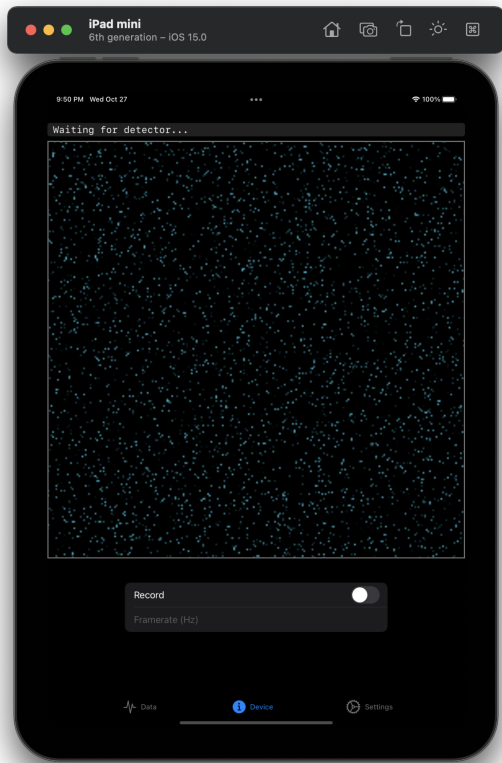 iPad mini
6th generation – iOS 15.0
9:50 PM Wed Oct 27
100%
Waiting for detector...
Record
Framerate (Hz)
Data
Device
Settings